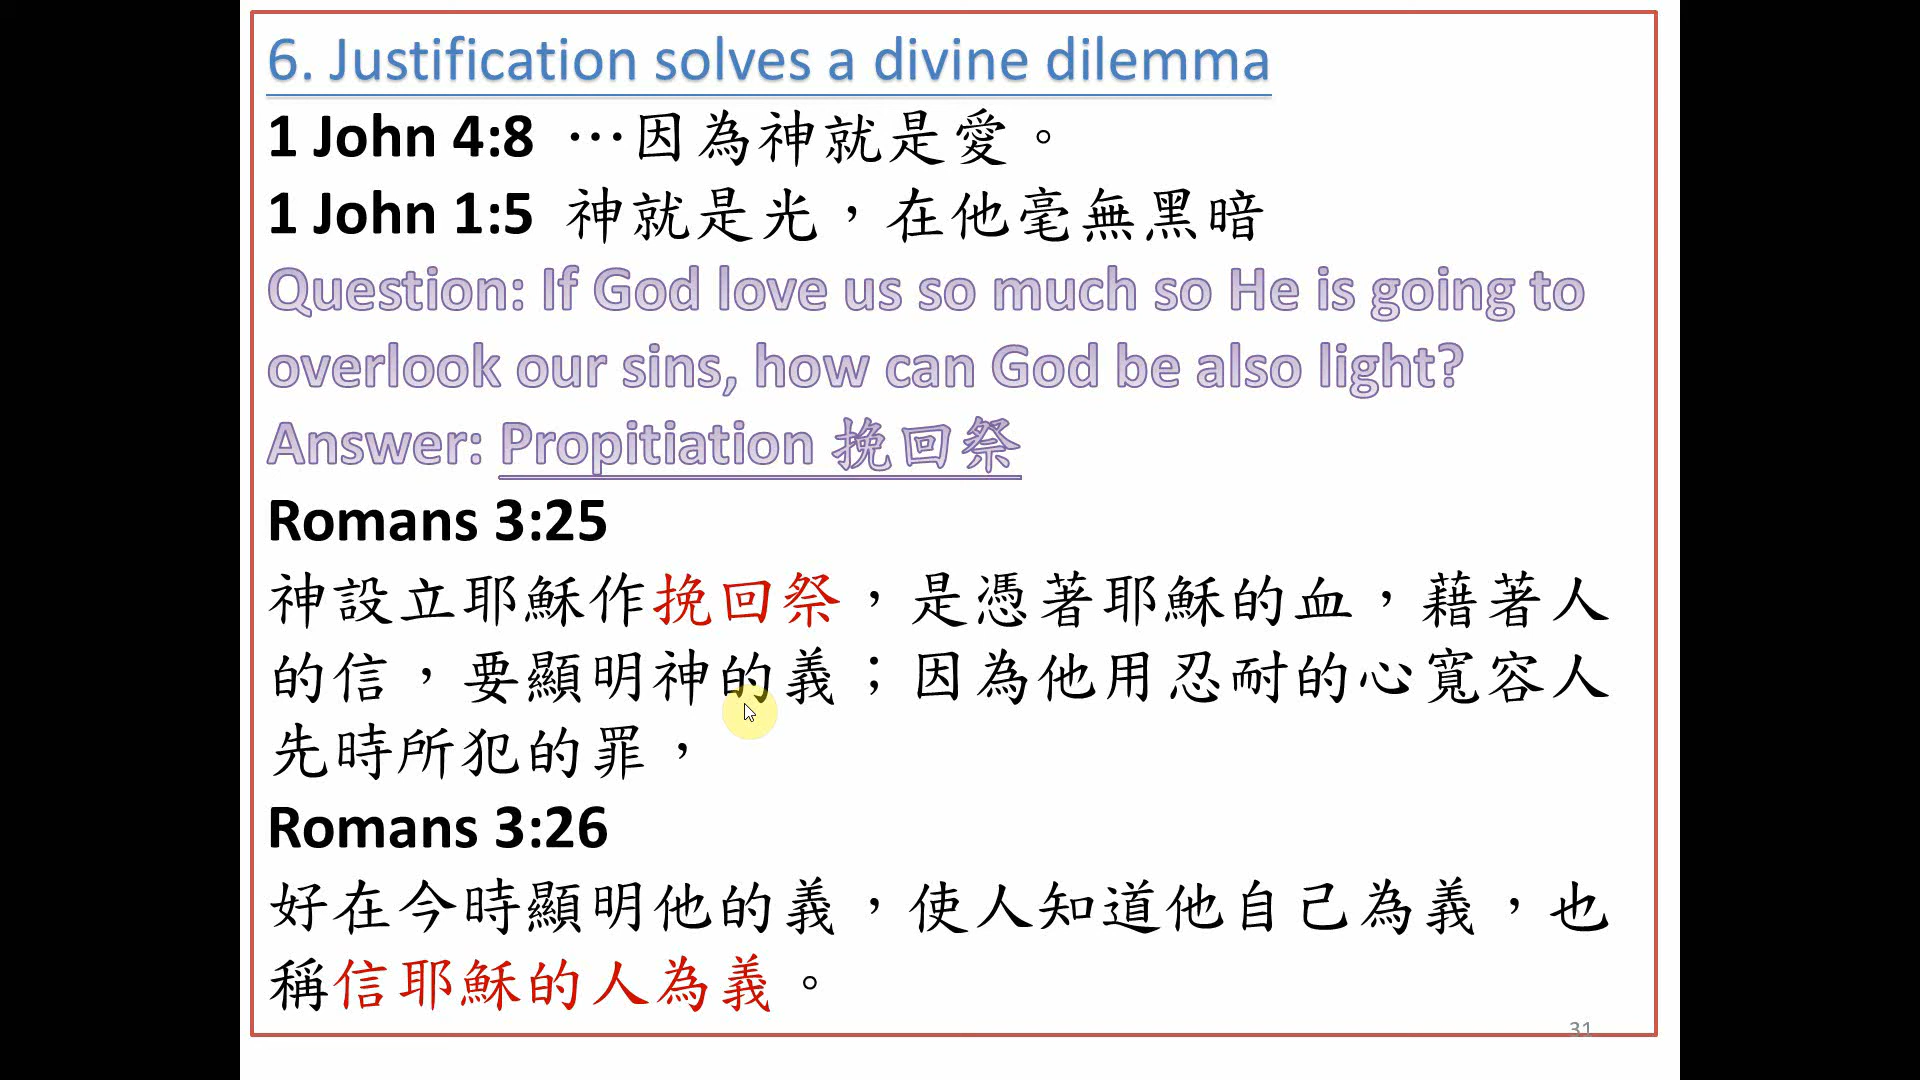 6. Justification solves a divine dilemma
1 John 4:8 …因為神就是愛。
1 John 1:5 神就是光，在他毫無黑暗
Question: If God love us so much so He is going to
overlook our sins, how can God be also light?
Answer: Propitiation 挽回祭
Romans 3:25
神設立耶穌作挽回祭，是憑著耶穌的血，藉著人
的信，要顯明神的義；因為他用忍耐的心寬容人
先時所犯的罪，
Romans 3:26
好在今時顯明他的義，使人知道他自己為義，也
稱信耶穌的人為義。
31